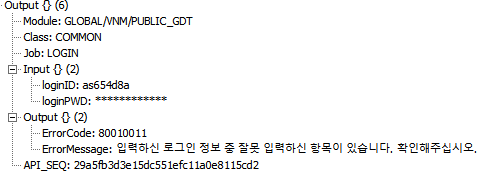 Output {} (6)
Module: GLOBAL/VNM/PUBLIC_GDT
Class: COMMON
Job: LOGIN
Input {} (2)
loginID: as654d8a
loginPWD: ************
Output {} (2)
ErrorCode: 80010011
ErrorMessage: 입력하신 로그인 정보 중 잘못 입력하신 항목이 있습니다. 확인해주십시오.
API_SEQ: 29a5fb3d3e15dc551efc11a0e8115cd2